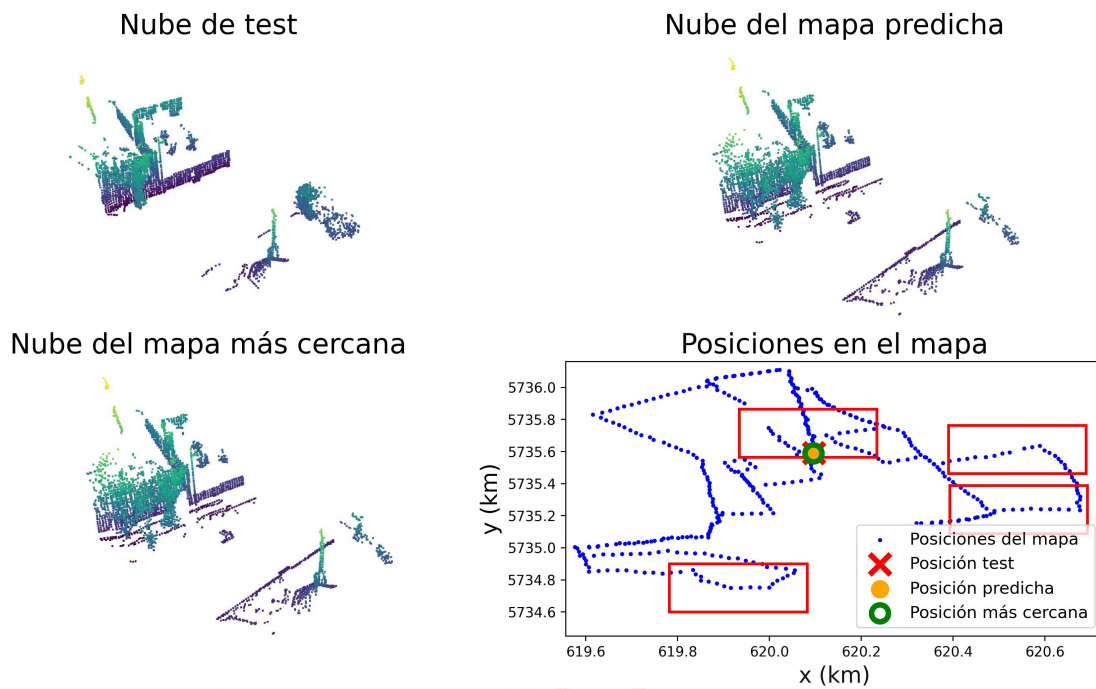 Nube de test
Nube del mapa predicha
Nube del mapa más cercana
Posiciones en el mapa
y (km)
5736.0
5735.8
5735.6
5735.4
5735.2
5735.0
5734.8
5734.6
Posiciones del mapa
Posición test
Posición predicha
Posición más cercana
619.6 619.8 620.0 620.2 620.4 620.6
x (km)